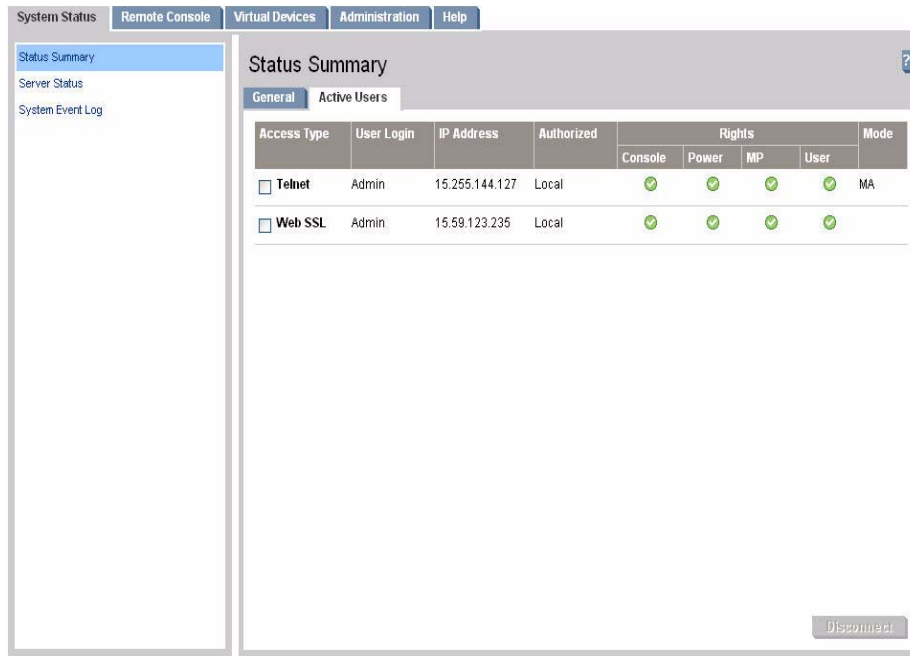 System Status Remote Console Virtual Devices Administration Help
Status Summary
Server Status
System Event Log
Status Summary
?
General Active Users
Access Type User Login IP Address Authorized Rights Mode
Console Power MP User
Telnet Admin 15.255.144.127 Local MA
Web SSL Admin 15.59.123.235 Local
Disconnect